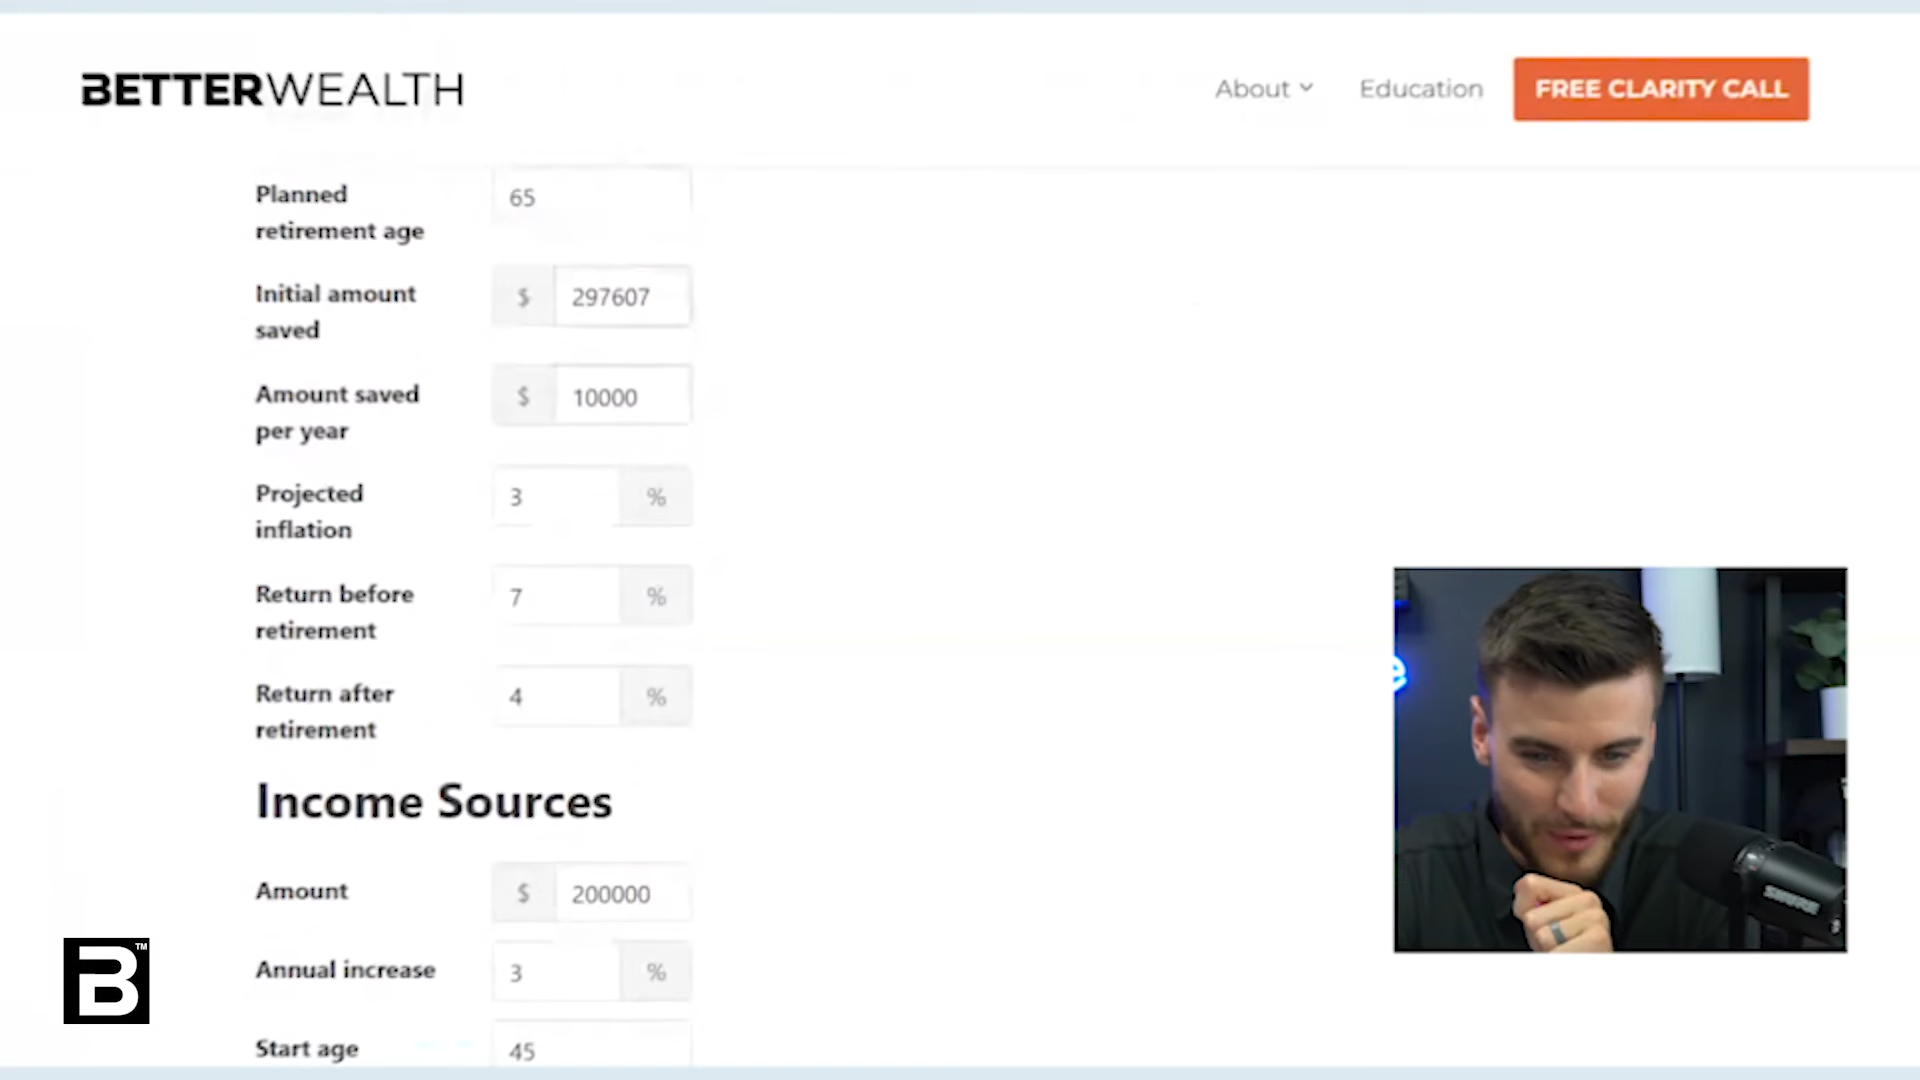 BETTERWEALTH
About
Education
FREE CLARITY CALL
Planned
retirement age
65
Initial amount
saved
$ 297607
Amount saved
per year
$ 10000
Projected
inflation
3 %
Return before
retirement
7 %
Return after
retirement
4 %
Income Sources
Amount
$ 200000
Annual increase
3 %
Start age
45
B™
e
SHURE